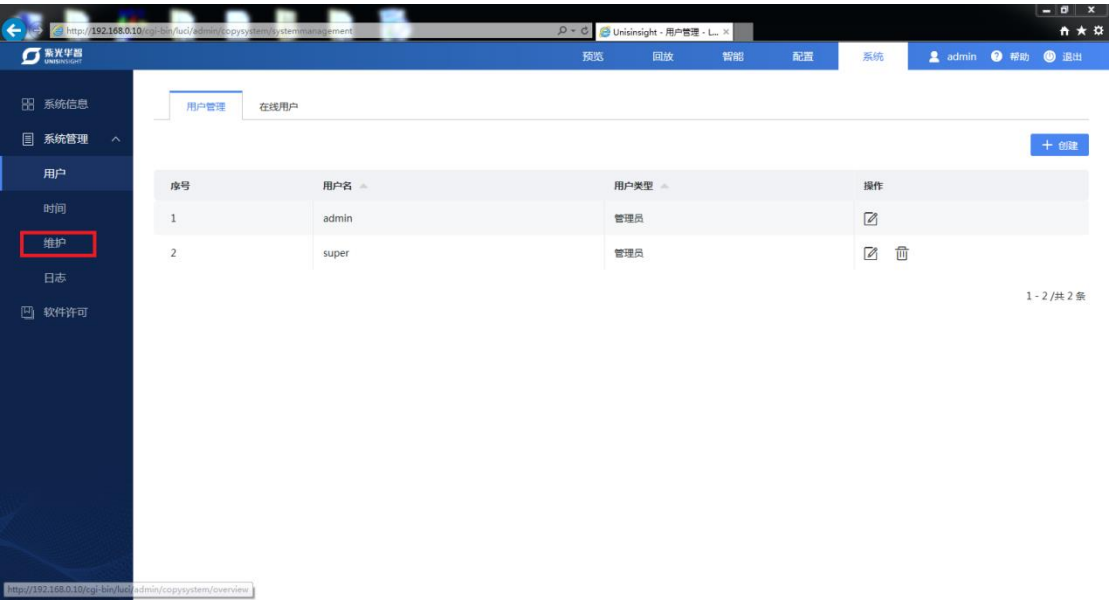 http://192.168.0.10/cgi-bin/luci/admin/copysystem/systemmanagement
Unisinsight - 用户管理 - L...
紫光华智
UNISINSIGHT
预览 回放 智能 配置 系统 admin 帮助 退出
系统信息
用户管理 在线用户
系统管理
创建
用户
序号 用户名 用户类型 操作
时间
1 admin 管理员
维护
2 super 管理员
日志
1 - 2 /共 2 条
软件许可
http://192.168.0.10/cgi-bin/luci/admin/copysystem/overview